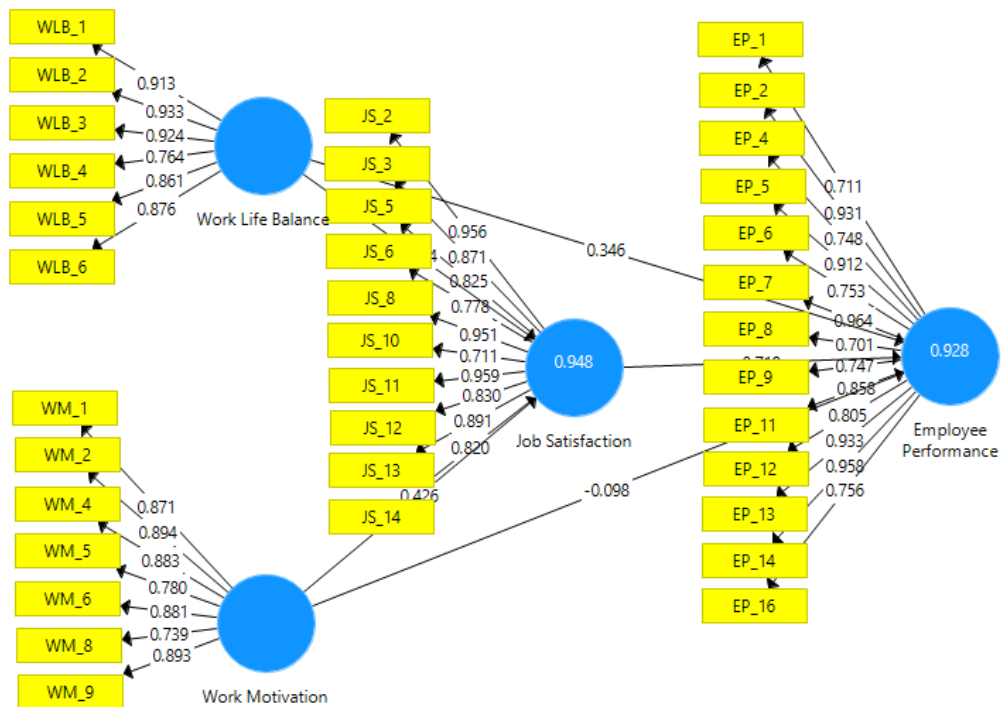 WLB_1
WLB_2
WLB_3
WLB_4
WLB_5
WLB_6
0.913
0.933
0.924
0.764
0.861
0.876
Work Life Balance
WM_1
WM_2
WM_4
WM_5
WM_6
WM_8
WM_9
0.871
0.894
0.883
0.780
0.881
0.739
0.893
Work Motivation
JS_2
JS_3
JS_5
JS_6
JS_8
JS_10
JS_11
JS_12
JS_13
JS_14
0.956
0.871
0.825
0.778
0.951
0.711
0.959
0.830
0.891
0.820
0.426
0.948
Job Satisfaction
0.346
-0.098
EP_1
EP_2
EP_4
EP_5
EP_6
EP_7
EP_8
EP_9
EP_11
EP_12
EP_13
EP_14
EP_16
0.711
0.931
0.748
0.912
0.753
0.964
0.701
0.747
0.858
0.805
0.933
0.958
0.756
0.928
Employee
Performance